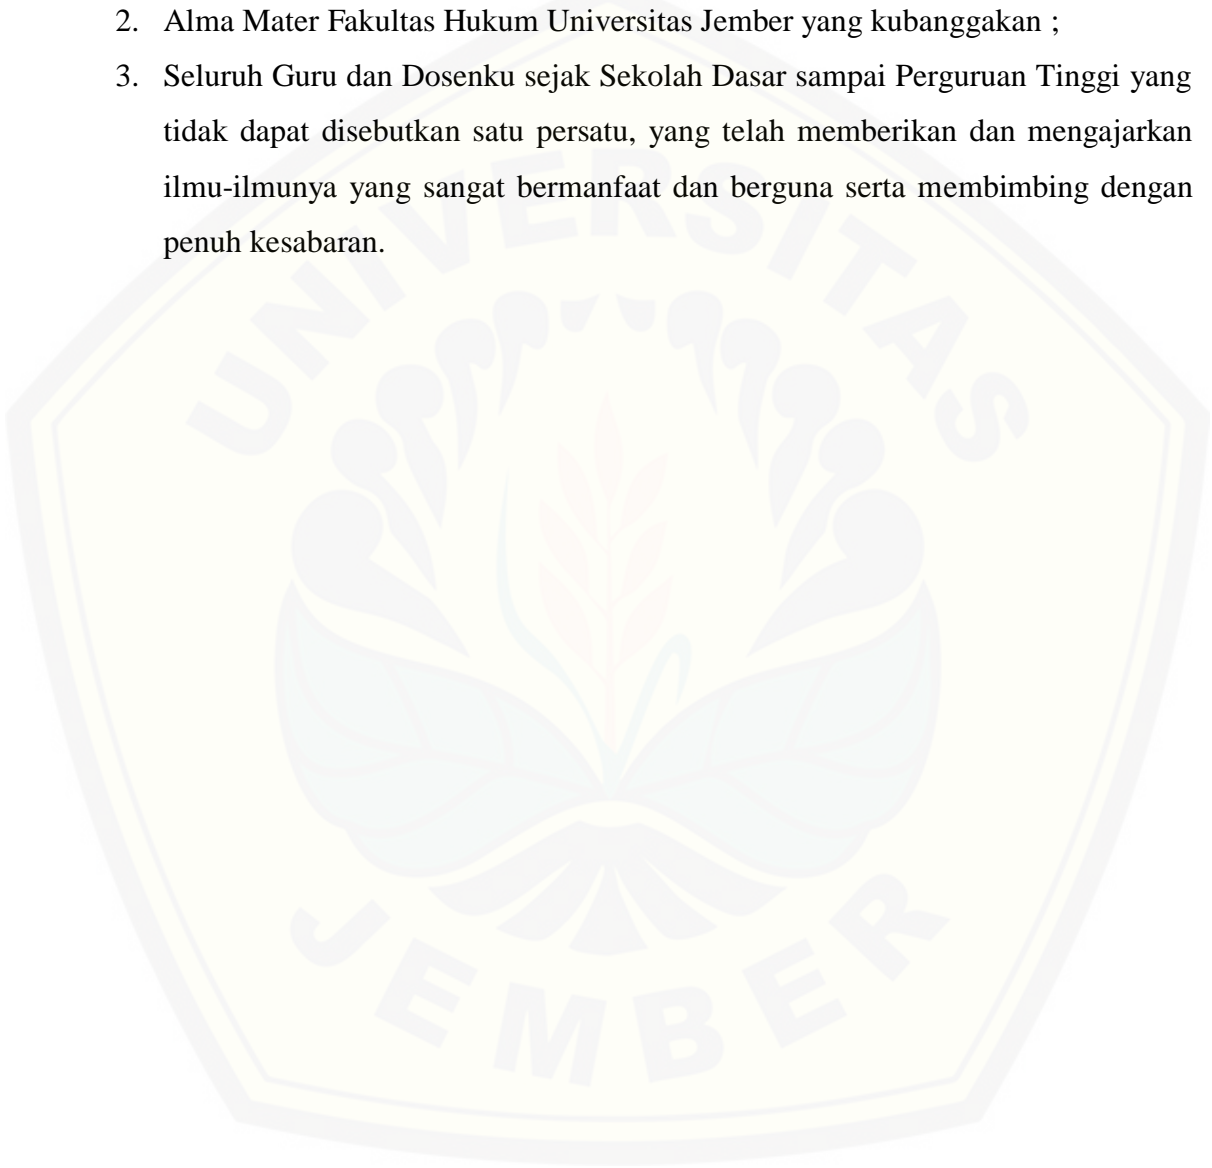 2. Alma Mater Fakultas Hukum Universitas Jember yang kubanggakan ;
3. Seluruh Guru dan Dosenku sejak Sekolah Dasar sampai Perguruan Tinggi yang
tidak dapat disebutkan satu persatu, yang telah memberikan dan mengajarkan
ilmu-ilmunya yang sangat bermanfaat dan berguna serta membimbing dengan
penuh kesabaran.
UNIVERSITAS
JEMBER